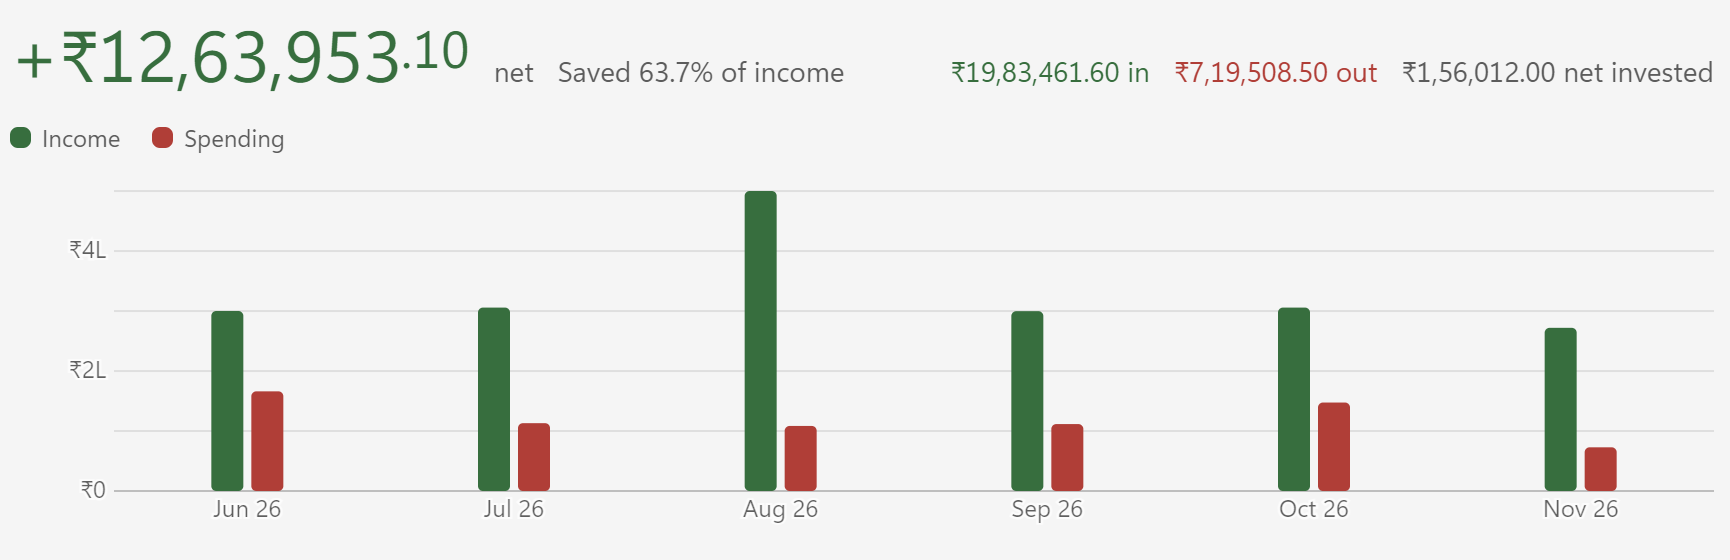 +₹12,63,953.10 net Saved 63.7% of income ₹19,83,461.60 in ₹7,19,508.50 out ₹1,56,012.00 net invested
Income Spending
₹4L
₹2L
₹0
Jun 26 Jul 26 Aug 26 Sep 26 Oct 26 Nov 26